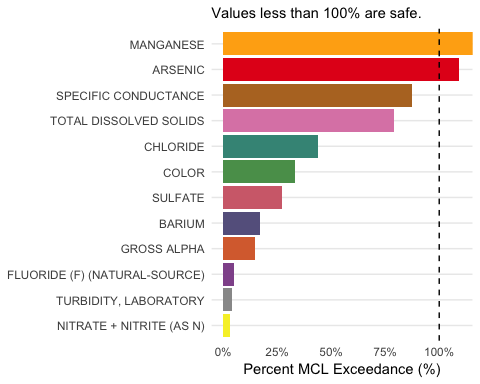 Values less than 100% are safe.
MANGANESE
ARSENIC
SPECIFIC CONDUCTANCE
TOTAL DISSOLVED SOLIDS
CHLORIDE
COLOR
SULFATE
BARIUM
GROSS ALPHA
FLUORIDE (F) (NATURAL-SOURCE)
TURBIDITY, LABORATORY
NITRATE + NITRITE (AS N)
0% 25% 50% 75% 100%
Percent MCL Exceedance (%)